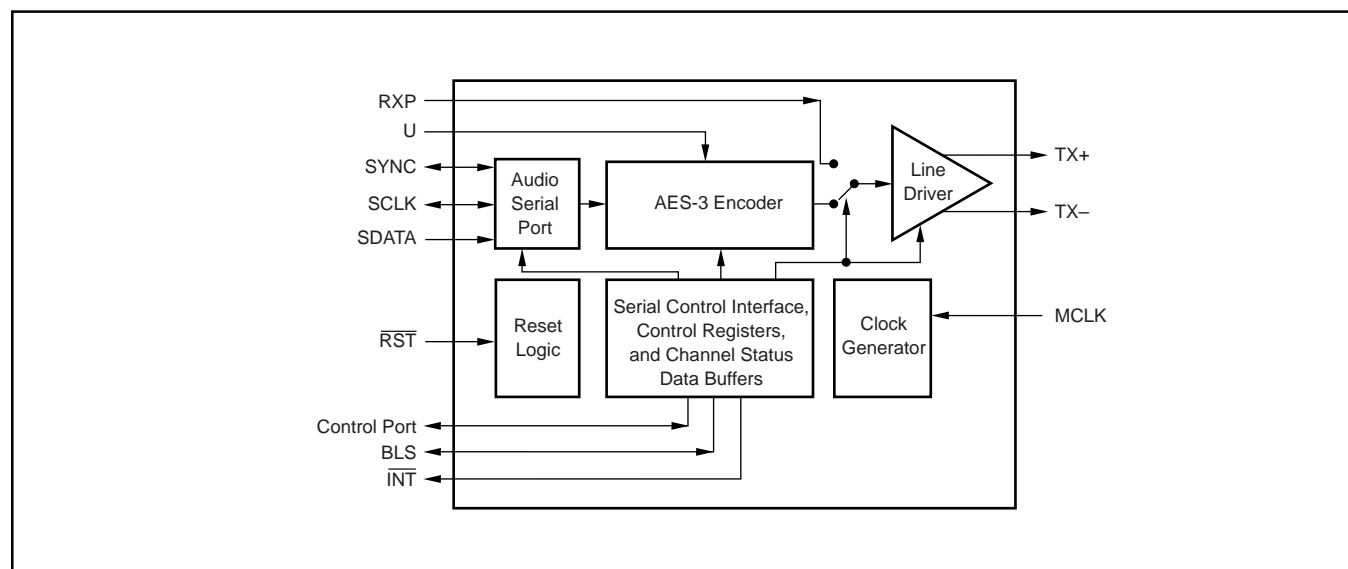 RXP
U
SYNC
SCLK
SDATA
RST
Control Port
BLS
INT
Audio
Serial
Port
AES-3 Encoder
Line
Driver
TX+
TX–
Reset
Logic
Serial Control Interface,
Control Registers,
and Channel Status
Data Buffers
Clock
Generator
MCLK